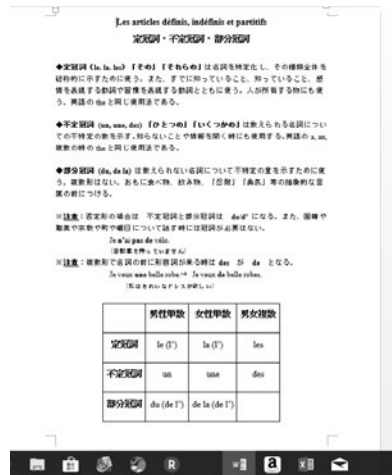 Les articles définis, indéfinis et partitifs
定冠詞・不定冠詞・部分冠詞
◆定冠詞 (le, la, les) 『その』『それらの』は名詞を特定化し、その種類全体を
総称的に示すために使う。また、すでに知っていること、知っていること、感
情を表現する動詞や習慣を表現する動詞とともに使う。人が所有する物にも使
う。英語の the と同じ使用法である。
◆不定冠詞 (un, une, des) 『ひとつの』『いくつかの』は数えられる名詞につい
ての不特定の数を示す。知らないことや情報を聞く時にも使用する。英語の a, an,
複数の時の the と同じ使用法である。
◆部分冠詞 (du, de la) は数えられない名詞について不特定の量を示すために使
う。複数形はない。おもに食べ物、飲み物、「忍耐」「勇気」等の抽象的な言
葉の前につける。
※注意：否定形の場合は 不定冠詞と部分冠詞は de/d' になる。また、国籍や
職業や宗教や町や曜日について話す時には冠詞が必要はない。
Je n'ai pas de vélo.
(自転車を持っていません)
※注意：複数形で名詞の前に形容詞が来る時は des が de となる。
Je veux une belle robe.→ Je veux de belles robes.
(私はきれいなドレスが欲しい)
男性単数 女性単数 男女複数
定冠詞 le (l') la (l') les
不定冠詞 un une des
部分冠詞 du (de l') de la (de l')